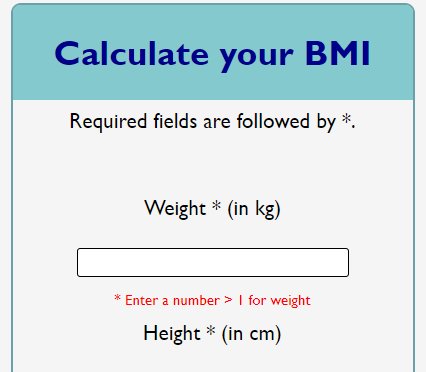 Calculate your BMI
Required fields are followed by *.
Weight * (in kg)
* Enter a number > 1 for weight
Height * (in cm)